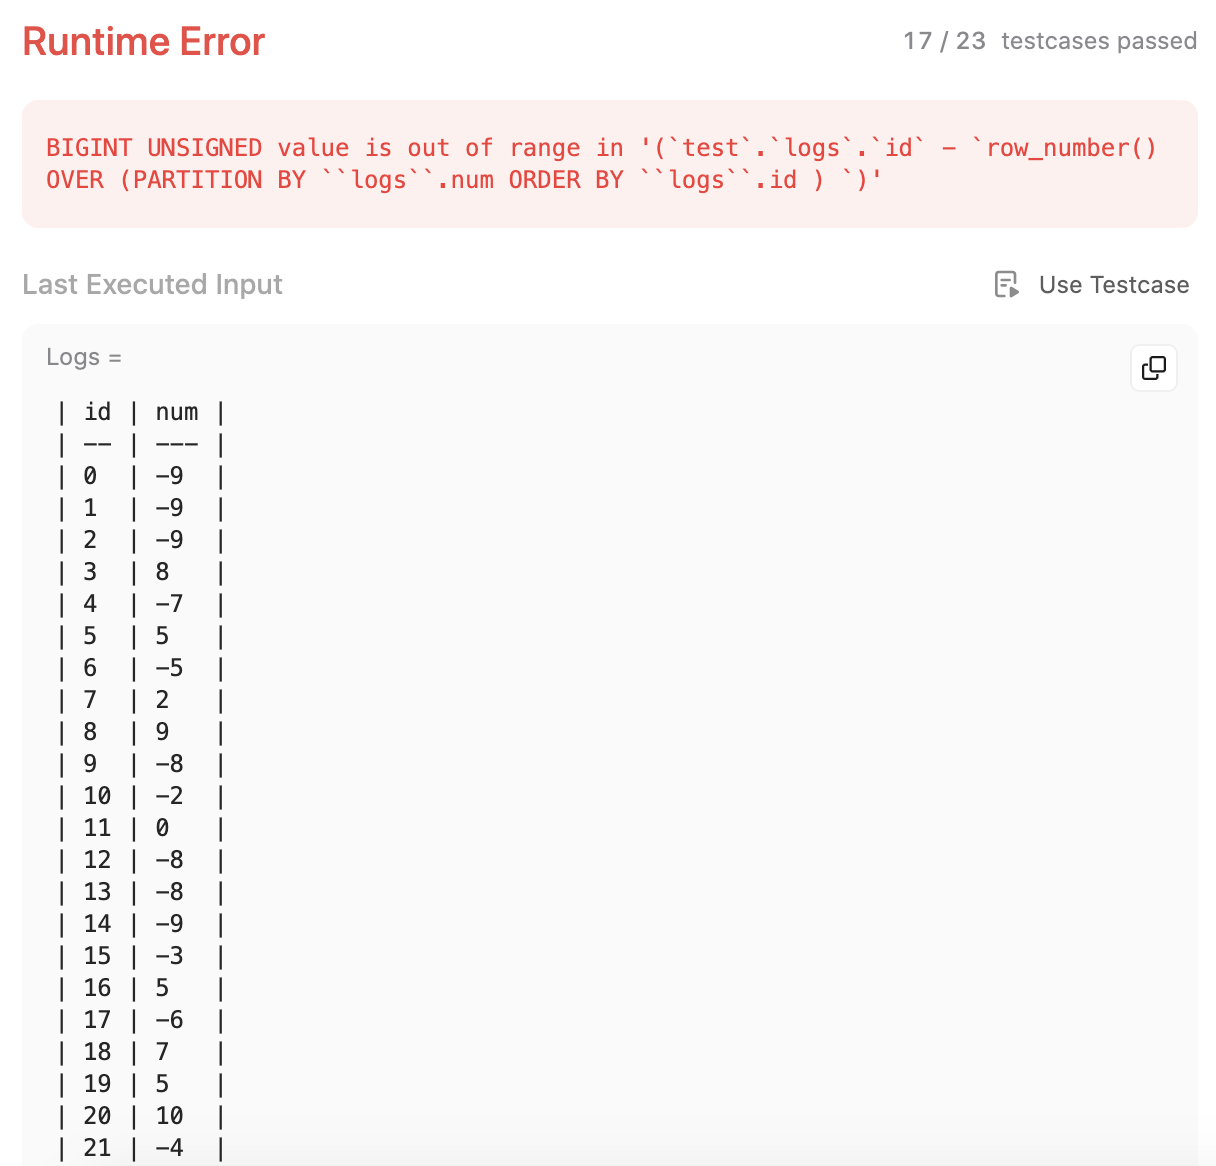 Runtime Error
17 / 23 testcases passed
BIGINT UNSIGNED value is out of range in '(`test`.`logs`.`id` - `row_number()
OVER (PARTITION BY ``logs``.num ORDER BY ``logs``.id ) `)'
Last Executed Input
Use Testcase
Logs =
| id | num |
| -- | --- |
| 0 | -9 |
| 1 | -9 |
| 2 | -9 |
| 3 | 8 |
| 4 | -7 |
| 5 | 5 |
| 6 | -5 |
| 7 | 2 |
| 8 | 9 |
| 9 | -8 |
| 10 | -2 |
| 11 | 0 |
| 12 | -8 |
| 13 | -8 |
| 14 | -9 |
| 15 | -3 |
| 16 | 5 |
| 17 | -6 |
| 18 | 7 |
| 19 | 5 |
| 20 | 10 |
| 21 | -4 |